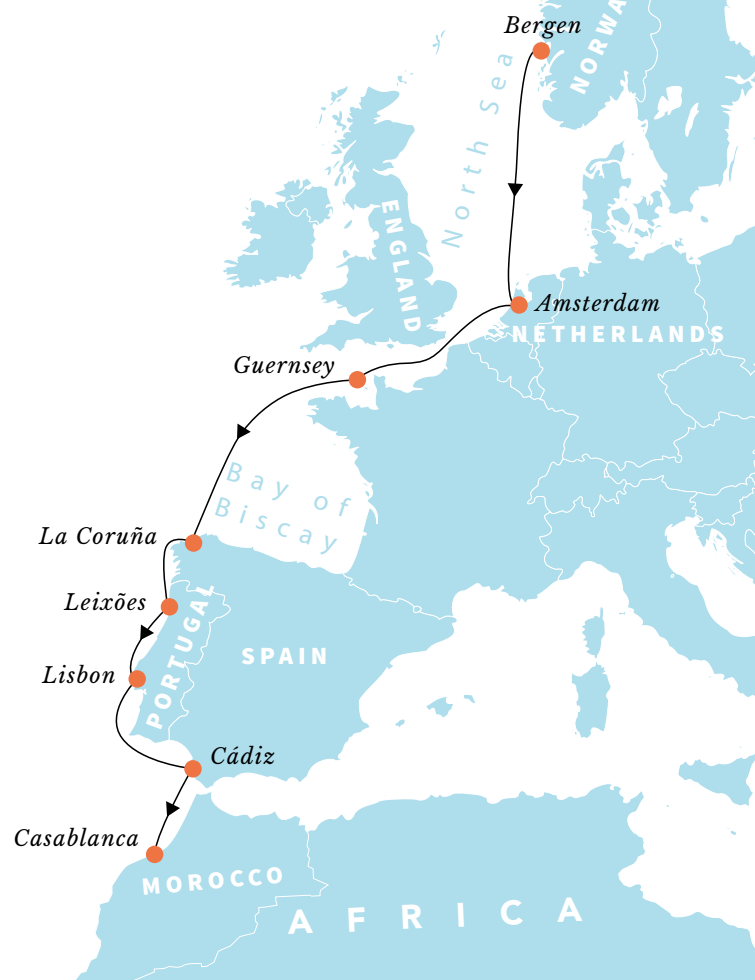 Bergen
NORWA
North Sea
ENGLAND
Amsterdam
NETHERLANDS
Guernsey
Bay of
Biscay
La Coruña
Leixões
PORTUGAL
SPAIN
Lisbon
Cádiz
Casablanca
MOROCCO
AFRICA